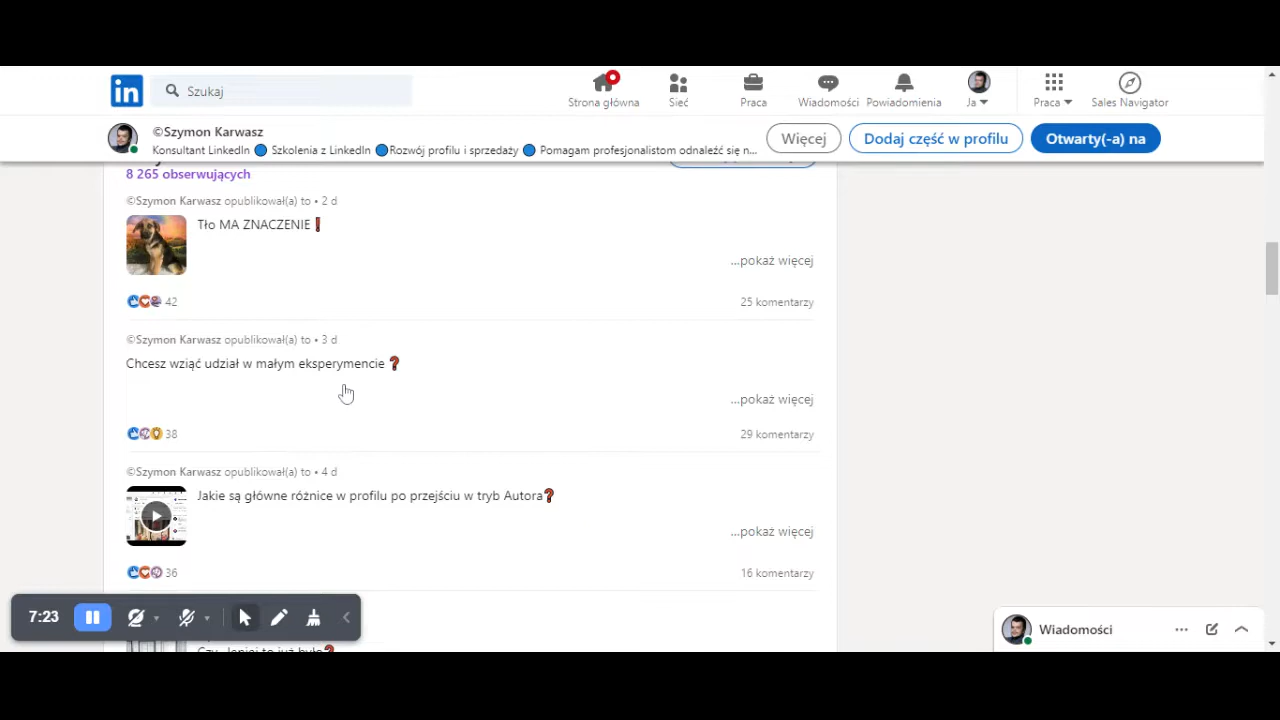 in Szukaj
Strona główna Sieć Praca Wiadomości Powiadomienia Ja Praca Sales Navigator
©Szymon Karwasz
Konsultant LinkedIn 🔵 Szkolenia z LinkedIn 🔵Rozwój profilu i sprzedaży 🔵 Pomagam profesjonalistom odnaleźć się n...
Więcej Dodaj część w profilu Otwarty(-a) na
8 265 obserwujących
©Szymon Karwasz opublikował(a) to • 2 d
Tło MA ZNACZENIE❗
...pokaż więcej
42 25 komentarzy
©Szymon Karwasz opublikował(a) to • 3 d
Chcesz wziąć udział w małym eksperymencie ❓
...pokaż więcej
38 29 komentarzy
©Szymon Karwasz opublikował(a) to • 4 d
Jakie są główne różnice w profilu po przejściu w tryb Autora❓
...pokaż więcej
36 16 komentarzy
7:23
Wiadomości